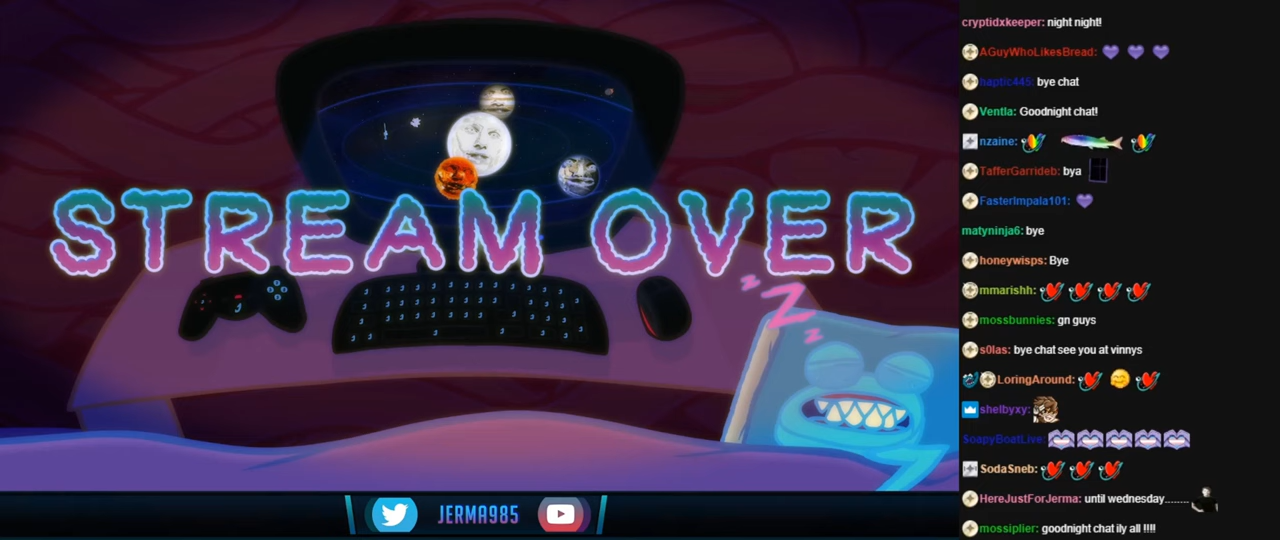 STREAM OVER
z
Z
z
JERMA985
cryptidxkeeper: night night!
AGuyWhoLikesBread:
haptic445: bye chat
Ventla: Goodnight chat!
nzaine:
TafferGarrideb: bya
FasterImpala101:
matyninja6: bye
honeywisps: Bye
mmarishh:
mossbunnies: gn guys
s0las: bye chat see you at vinnys
LoringAround:
shelbyxy:
SoapyBoatLive:
SodaSneb:
HereJustForJerma: until wednesday........
mossiplier: goodnight chat ily all !!!!